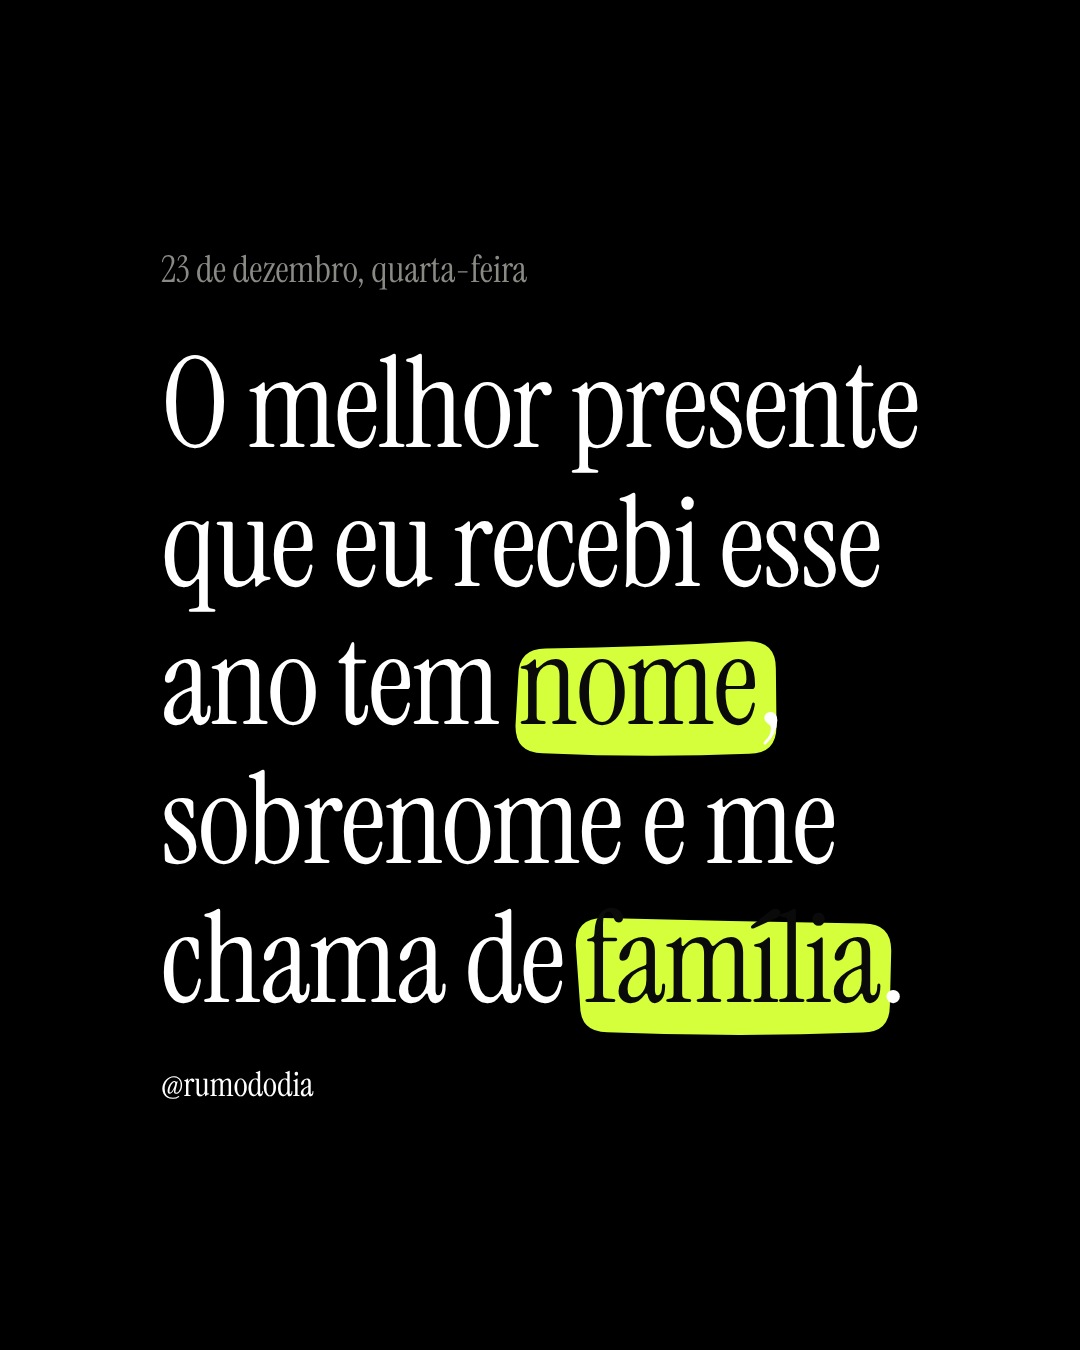 23 de dezembro, quarta-feira
O melhor presente
que eu recebi esse
ano tem nome,
sobrenome e me
chama de família.
@rumododia